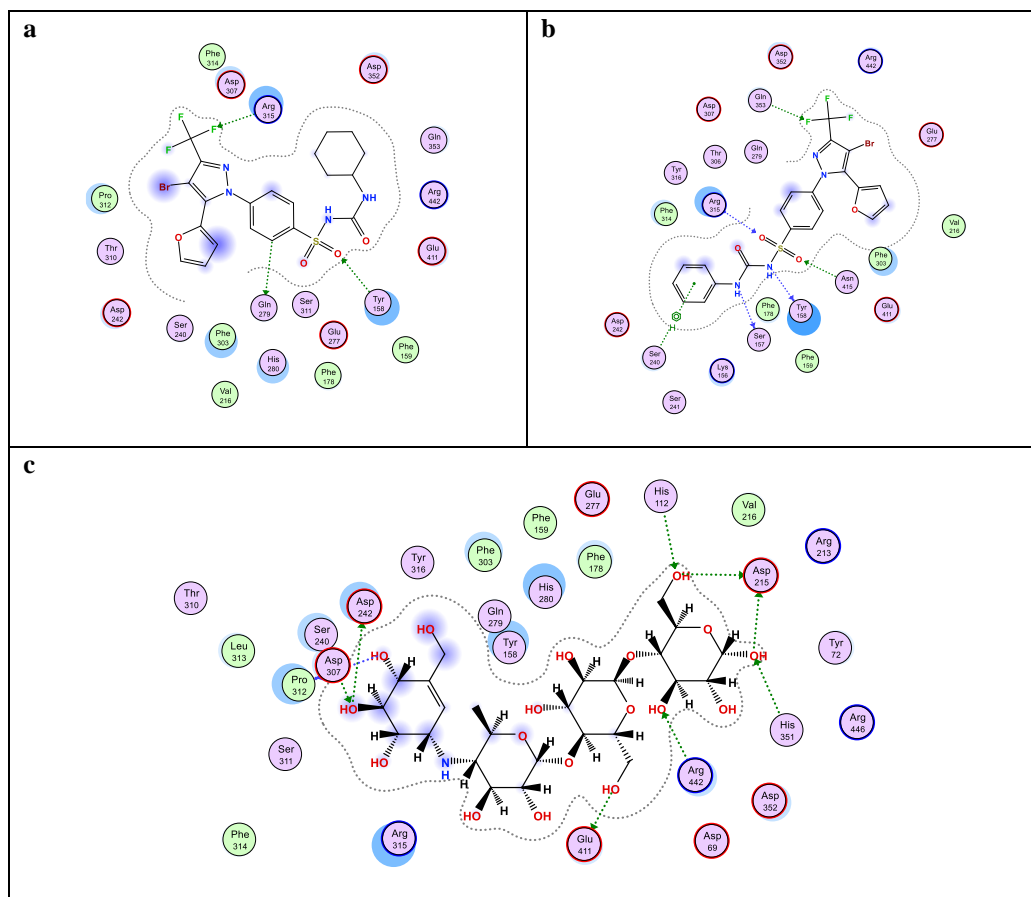 a
Phe
314
Asp
307
Arg
315
Asp
352
F
F
F
Gln
353
N
N
Br
Pro
312
Arg
442
NH
H
N
S
O
O
O
O
Thr
310
Glu
411
Asp
242
Ser
240
Gln
279
Ser
311
Tyr
158
Phe
303
His
280
Glu
277
Phe
159
Phe
178
Val
216
b
Asp
352
Arg
442
Gln
353
F
F
F
Asp
307
Thr
306
Gln
279
Glu
277
N
N
Br
Tyr
316
Arg
315
Phe
314
O
Val
216
O
S
O
O
N
H
NH
Phe
303
Asn
415
Phe
178
Tyr
158
Glu
411
Asp
242
Ser
157
H
Ser
240
Lys
156
Phe
159
Ser
241
c
Glu
277
His
112
Val
216
Phe
159
Arg
213
Tyr
316
Phe
303
Phe
178
Asp
215
OH
Thr
310
Asp
242
His
280
Gln
279
Ser
240
Tyr
158
Tyr
72
Leu
313
Asp
307
Pro
312
HO
HO
HO
HO
H
H
H
H
N
H
O
H
H
H
H
HO
OH
HO
HO
O
O
O
H
H
H
H
H
O
O
OH
HO
OH
H
H
H
H
H
OH
Ser
311
His
351
Arg
446
Arg
442
Asp
352
Phe
314
Arg
315
Glu
411
Asp
69